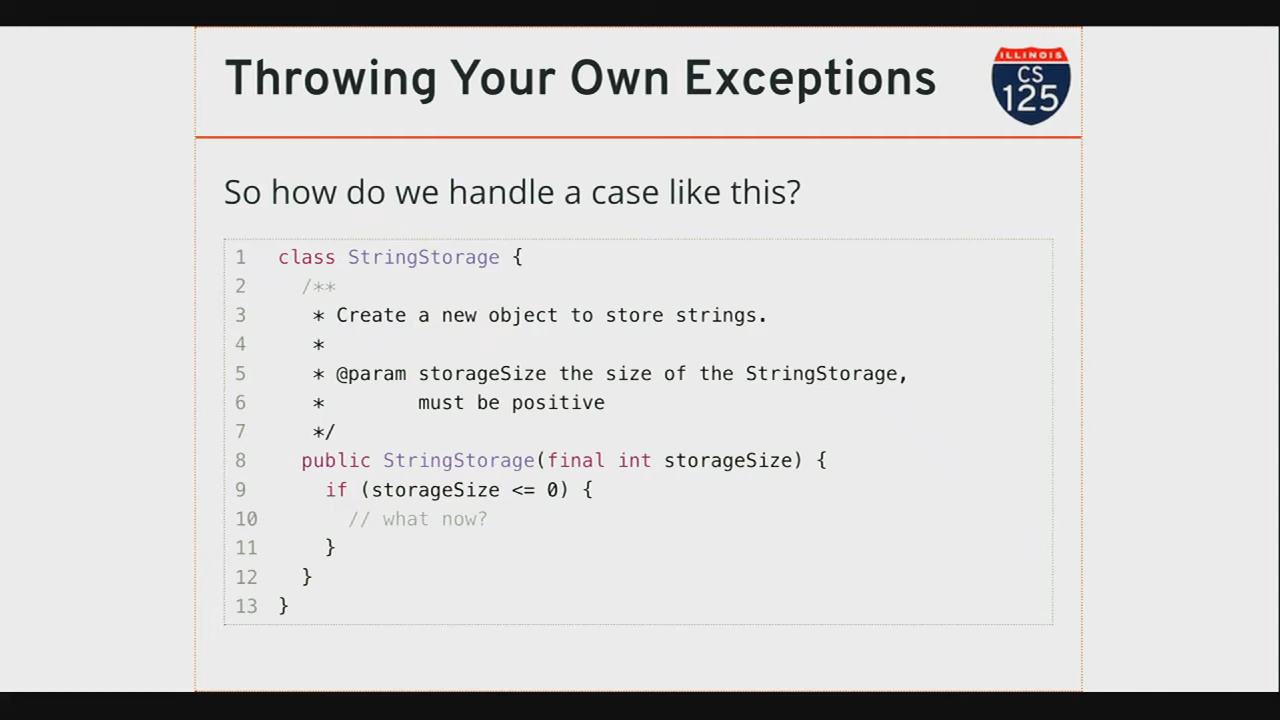 Throwing Your Own Exceptions
ILLINOIS
CS
125
So how do we handle a case like this?
1 class StringStorage {
2   /**
3    * Create a new object to store strings.
4    *
5    * @param storageSize the size of the StringStorage,
6    *        must be positive
7    */
8   public StringStorage(final int storageSize) {
9     if (storageSize <= 0) {
10       // what now?
11     }
12   }
13 }